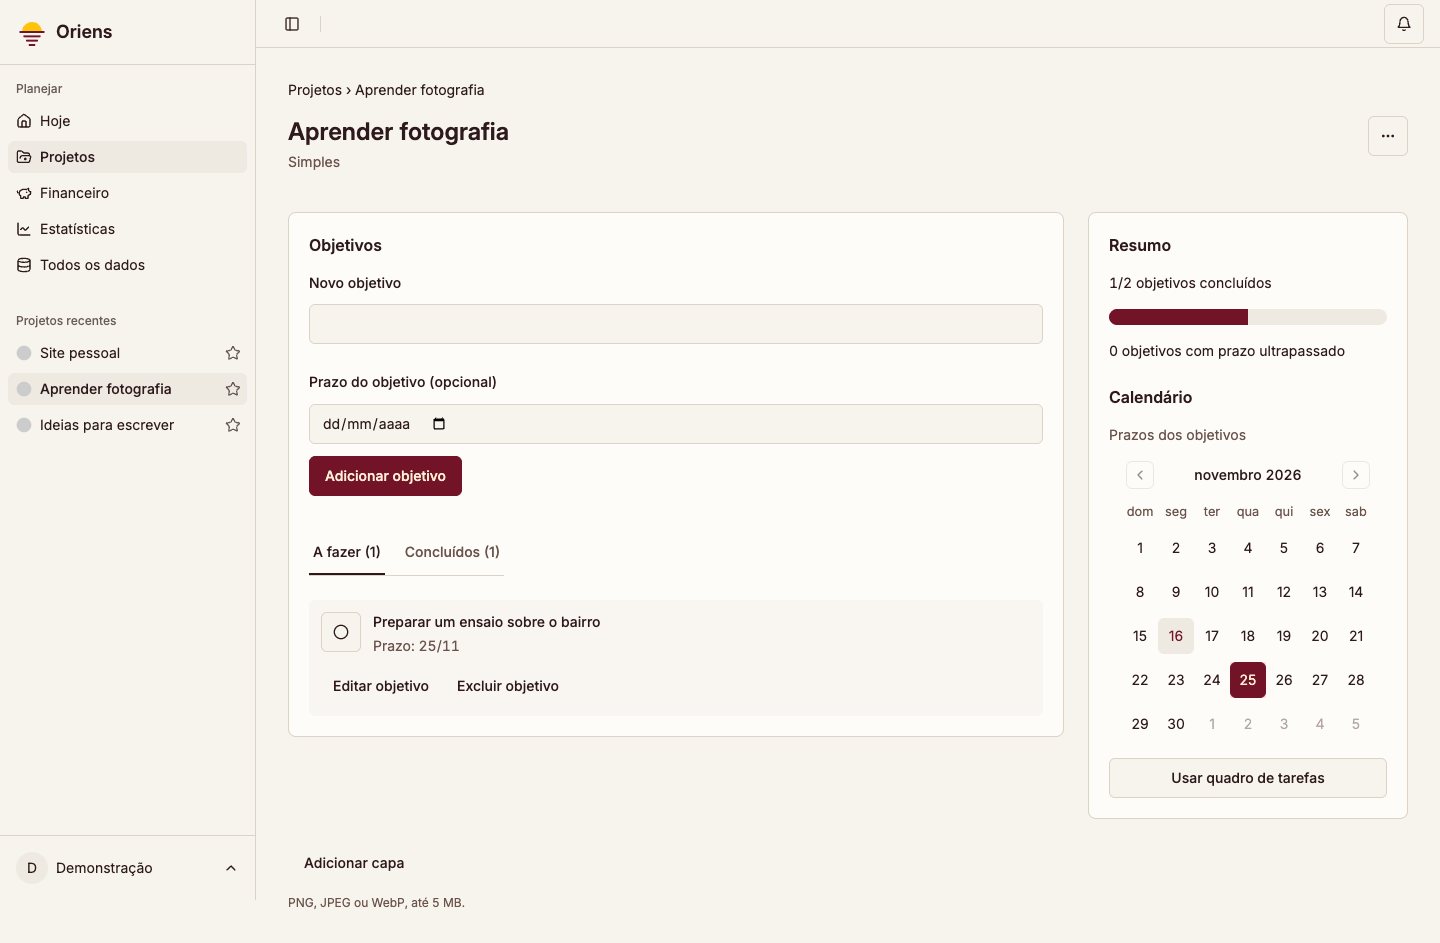 Oriens
Planejar
Hoje
Projetos
Financeiro
Estatísticas
Todos os dados
Projetos recentes
Site pessoal
Aprender fotografia
Ideias para escrever
D Demonstração
Projetos › Aprender fotografia
Aprender fotografia
Simples
Objetivos
Novo objetivo
Prazo do objetivo (opcional)
dd/mm/aaaa
Adicionar objetivo
A fazer (1) Concluídos (1)
Preparar um ensaio sobre o bairro
Prazo: 25/11
Editar objetivo Excluir objetivo
Resumo
1/2 objetivos concluídos
0 objetivos com prazo ultrapassado
Calendário
Prazos dos objetivos
novembro 2026
dom seg ter qua qui sex sab
1 2 3 4 5 6 7
8 9 10 11 12 13 14
15 16 17 18 19 20 21
22 23 24 25 26 27 28
29 30 1 2 3 4 5
Usar quadro de tarefas
Adicionar capa
PNG, JPEG ou WebP, até 5 MB.